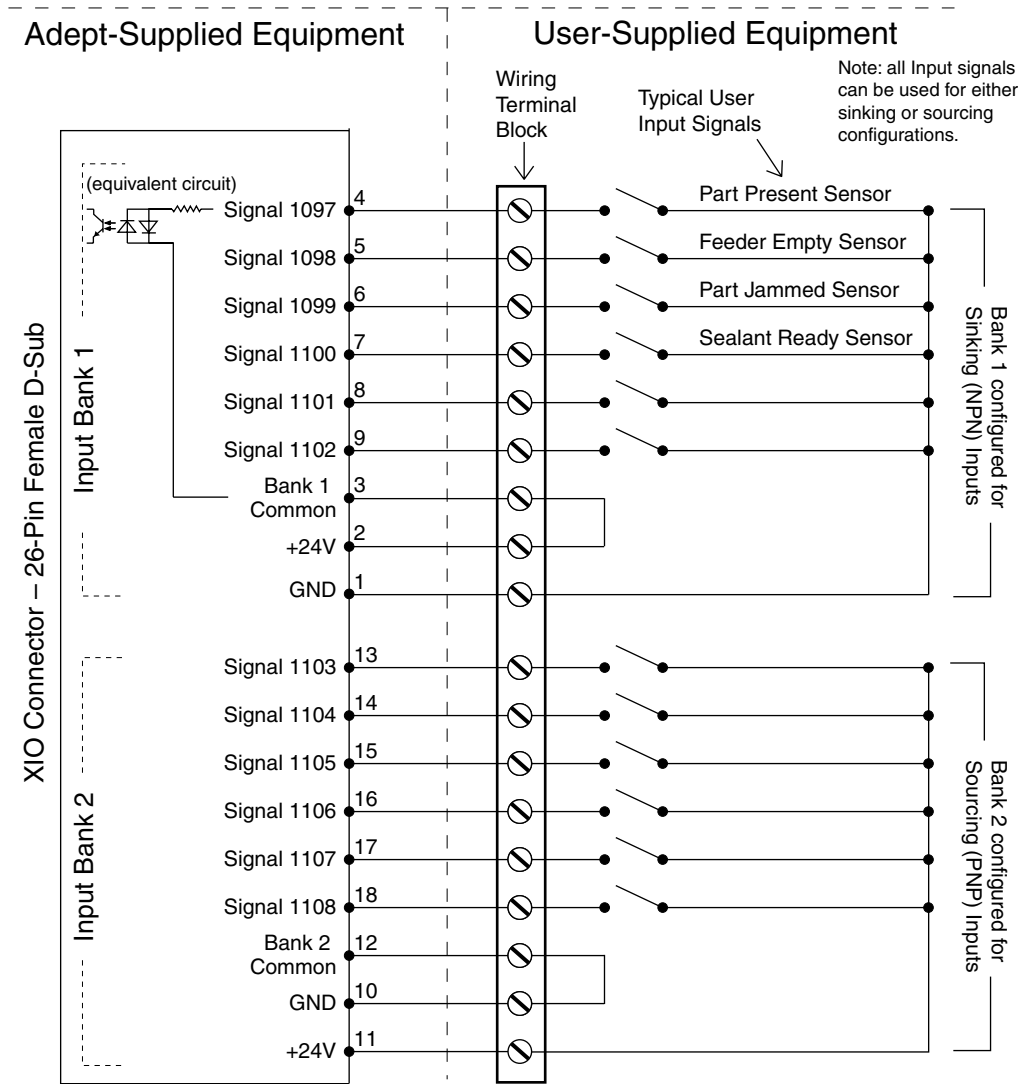 Adept-Supplied Equipment
User-Supplied Equipment
Note: all Input signals
can be used for either
sinking or sourcing
configurations.
Wiring
Terminal
Block
Typical User
Input Signals
XIO Connector – 26-Pin Female D-Sub
Input Bank 1
(equivalent circuit)
Signal 1097 4 Part Present Sensor
Signal 1098 5 Feeder Empty Sensor
Signal 1099 6 Part Jammed Sensor
Signal 1100 7 Sealant Ready Sensor
Signal 1101 8
Signal 1102 9
Bank 1
Common 3
+24V 2
GND 1
Bank 1 configured for
Sinking (NPN) Inputs
Input Bank 2
Signal 1103 13
Signal 1104 14
Signal 1105 15
Signal 1106 16
Signal 1107 17
Signal 1108 18
Bank 2
Common 12
GND 10
+24V 11
Bank 2 configured for
Sourcing (PNP) Inputs